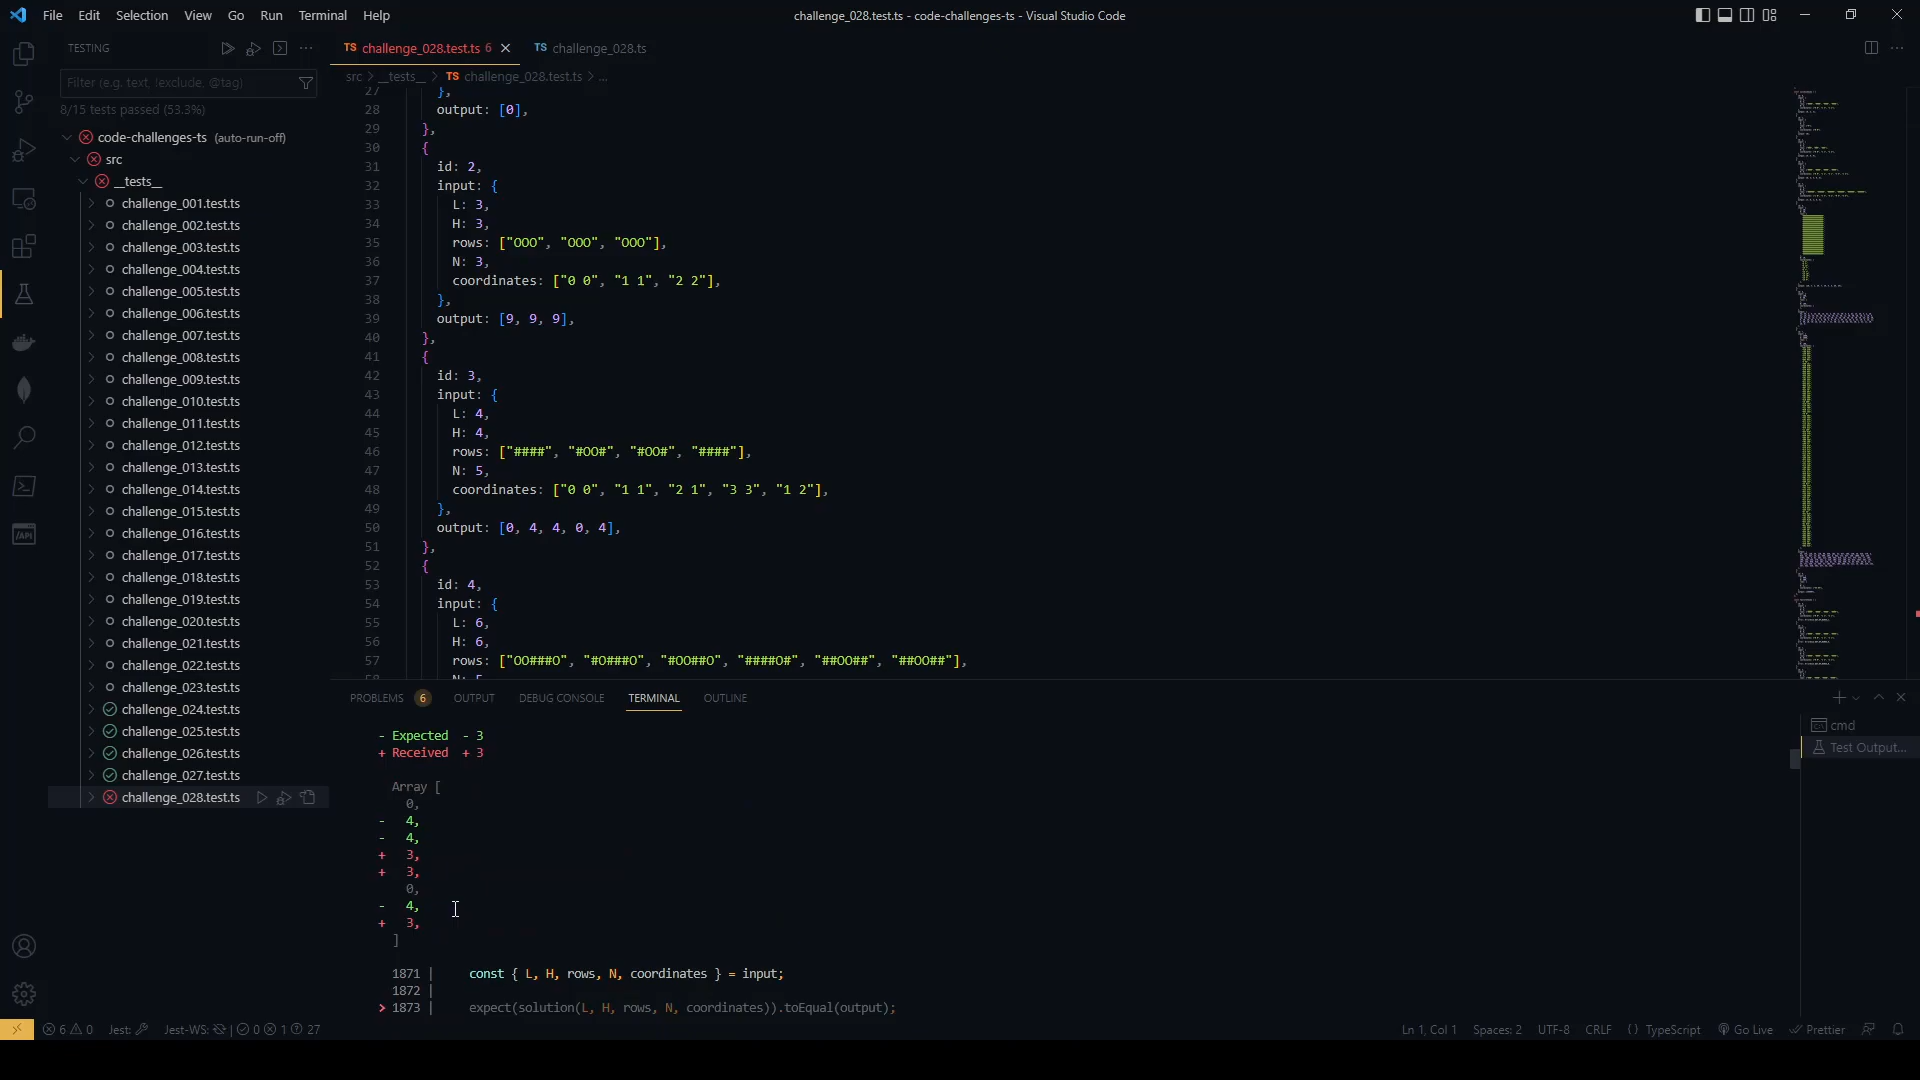 File Edit Selection View Go Run Terminal Help
challenge_028.test.ts - code-challenges-ts - Visual Studio Code
TESTING
Filter (e.g. text, !exclude, @tag)
8/15 tests passed (53.3%)
code-challenges-ts (auto-run-off)
src
__tests__
challenge_001.test.ts
challenge_002.test.ts
challenge_003.test.ts
challenge_004.test.ts
challenge_005.test.ts
challenge_006.test.ts
challenge_007.test.ts
challenge_008.test.ts
challenge_009.test.ts
challenge_010.test.ts
challenge_011.test.ts
challenge_012.test.ts
challenge_013.test.ts
challenge_014.test.ts
challenge_015.test.ts
challenge_016.test.ts
challenge_017.test.ts
challenge_018.test.ts
challenge_019.test.ts
challenge_020.test.ts
challenge_021.test.ts
challenge_022.test.ts
challenge_023.test.ts
challenge_024.test.ts
challenge_025.test.ts
challenge_026.test.ts
challenge_027.test.ts
challenge_028.test.ts
TS challenge_028.test.ts 6
TS challenge_028.ts
src > __tests__ > TS challenge_028.test.ts > ...
27 },
28 output: [0],
29 },
30 {
31 id: 2,
32 input: {
33 L: 3,
34 H: 3,
35 rows: ["OOO", "OOO", "OOO"],
36 N: 3,
37 coordinates: ["0 0", "1 1", "2 2"],
38 },
39 output: [9, 9, 9],
40 },
41 {
42 id: 3,
43 input: {
44 L: 4,
45 H: 4,
46 rows: ["####", "#OO#", "#OO#", "####"],
47 N: 5,
48 coordinates: ["0 0", "1 1", "2 1", "3 3", "1 2"],
49 },
50 output: [0, 4, 4, 0, 4],
51 },
52 {
53 id: 4,
54 input: {
55 L: 6,
56 H: 6,
57 rows: ["OO###O", "#O###O", "#OO##O", "####O#", "##OO##", "##OO##"],
58 N: 5
PROBLEMS 6 OUTPUT DEBUG CONSOLE TERMINAL OUTLINE
cmd
Test Output...
- Expected - 3
+ Received + 3
Array [
0,
- 4,
- 4,
+ 3,
+ 3,
0,
- 4,
+ 3,
]
1871 | const { L, H, rows, N, coordinates } = input;
1872 |
> 1873 | expect(solution(L, H, rows, N, coordinates)).toEqual(output);
6 0 Jest: Jest-WS: | 0 1 27
Ln 1, Col 1 Spaces: 2 UTF-8 CRLF {} TypeScript Go Live Prettier